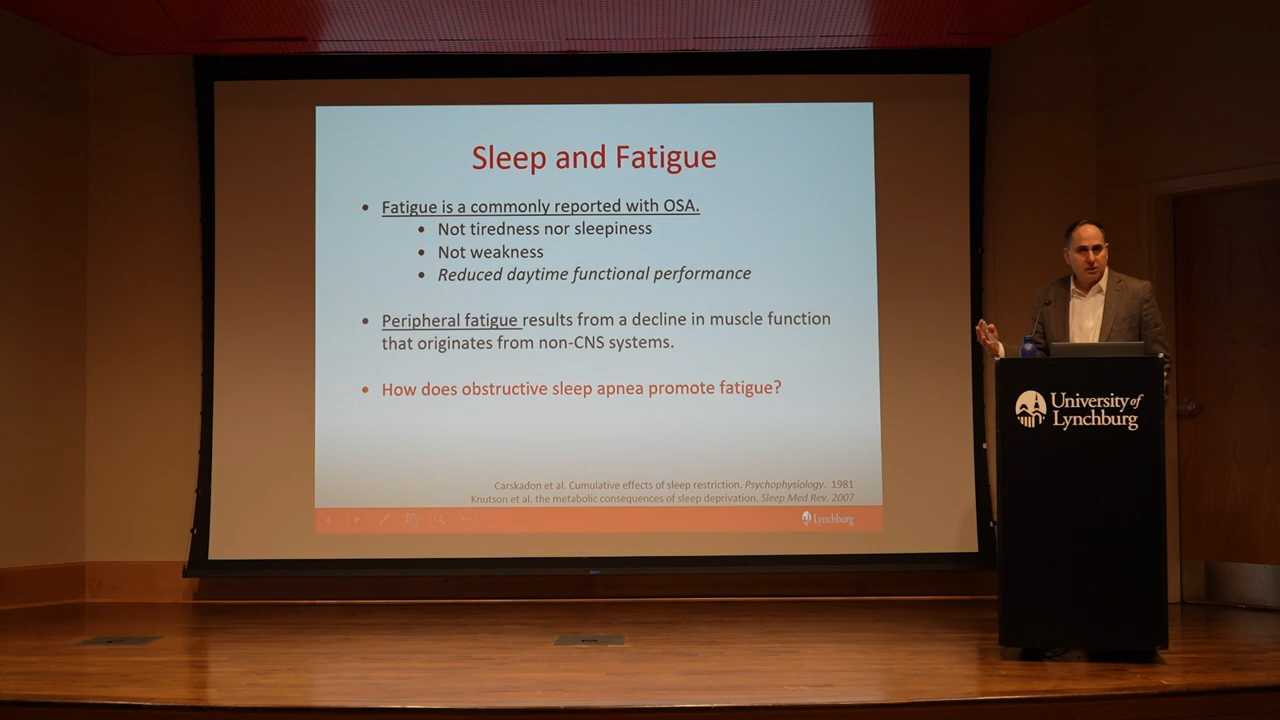 Sleep and Fatigue
• Fatigue is a commonly reported with OSA.
• Not tiredness nor sleepiness
• Not weakness
• Reduced daytime functional performance
• Peripheral fatigue results from a decline in muscle function
that originates from non-CNS systems.
• How does obstructive sleep apnea promote fatigue?
Carskadon et al. Cumulative effects of sleep restriction. Psychophysiology. 1981
Knutson et al. the metabolic consequences of sleep deprivation. Sleep Med Rev. 2007
Lynchburg
University of
Lynchburg